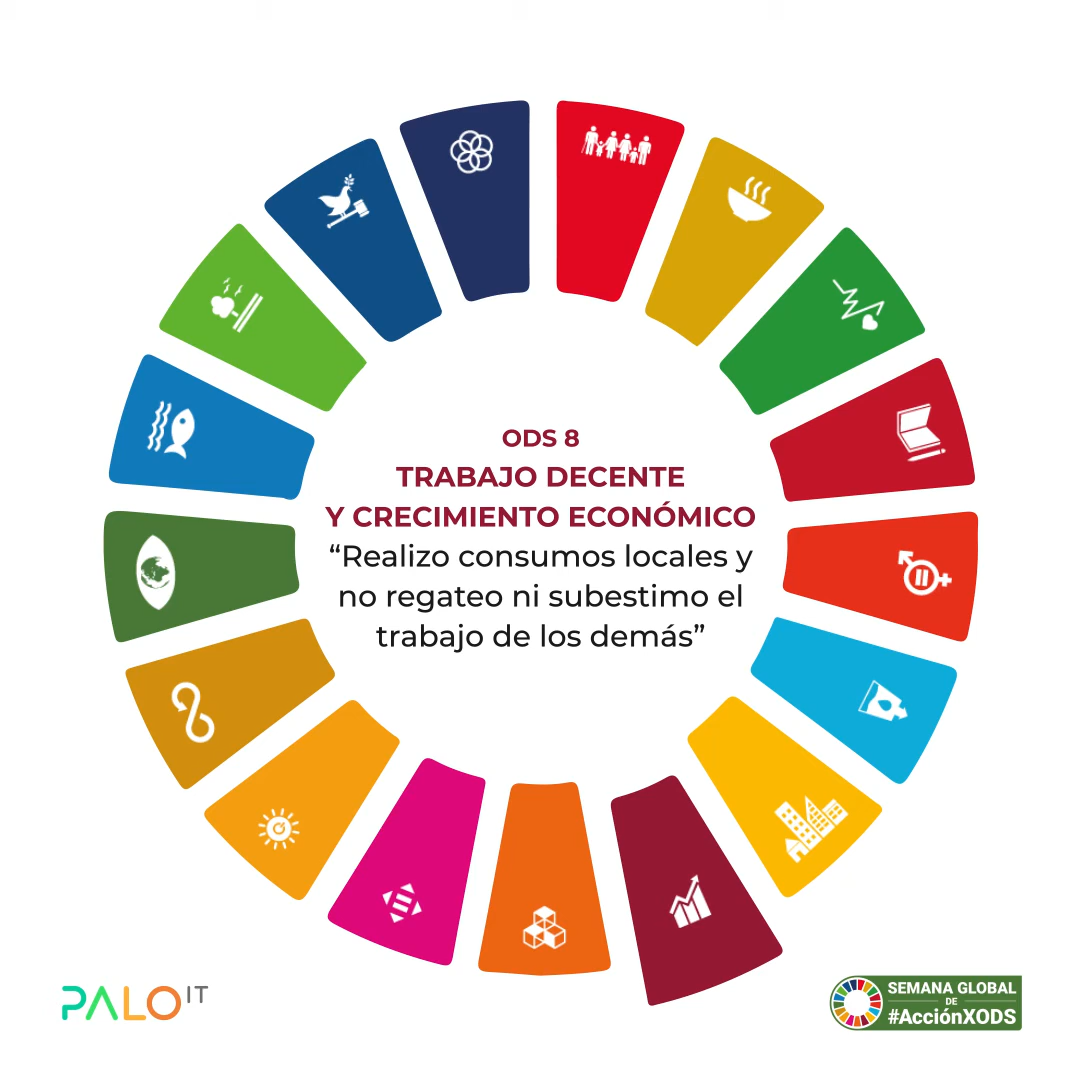 ODS 8
TRABAJO DECENTE
Y CRECIMIENTO ECONÓMICO
“Realizo consumos locales y
no regateo ni subestimo el
trabajo de los demás”
PALO IT
SEMANA GLOBAL
DE
#AcciónXODS